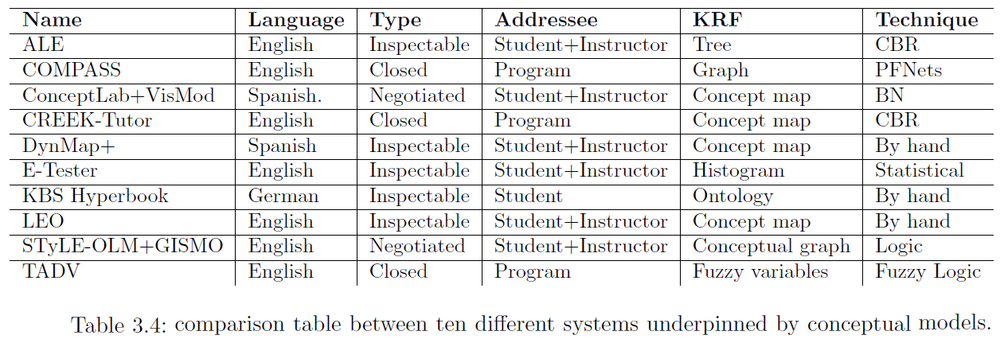 Name Language Type Addressee KRF Technique
ALE English Inspectable Student+Instructor Tree CBR
COMPASS English Closed Program Graph PFNets
ConceptLab+VisMod Spanish. Negotiated Student+Instructor Concept map BN
CREEK-Tutor English Closed Program Concept map CBR
DynMap+ Spanish Inspectable Student+Instructor Concept map By hand
E-Tester English Inspectable Student+Instructor Histogram Statistical
KBS Hyperbook German Inspectable Student Ontology By hand
LEO English Inspectable Student+Instructor Concept map By hand
STyLE-OLM+GISMO English Negotiated Student+Instructor Conceptual graph Logic
TADV English Closed Program Fuzzy variables Fuzzy Logic
Table 3.4: comparison table between ten different systems underpinned by conceptual models.